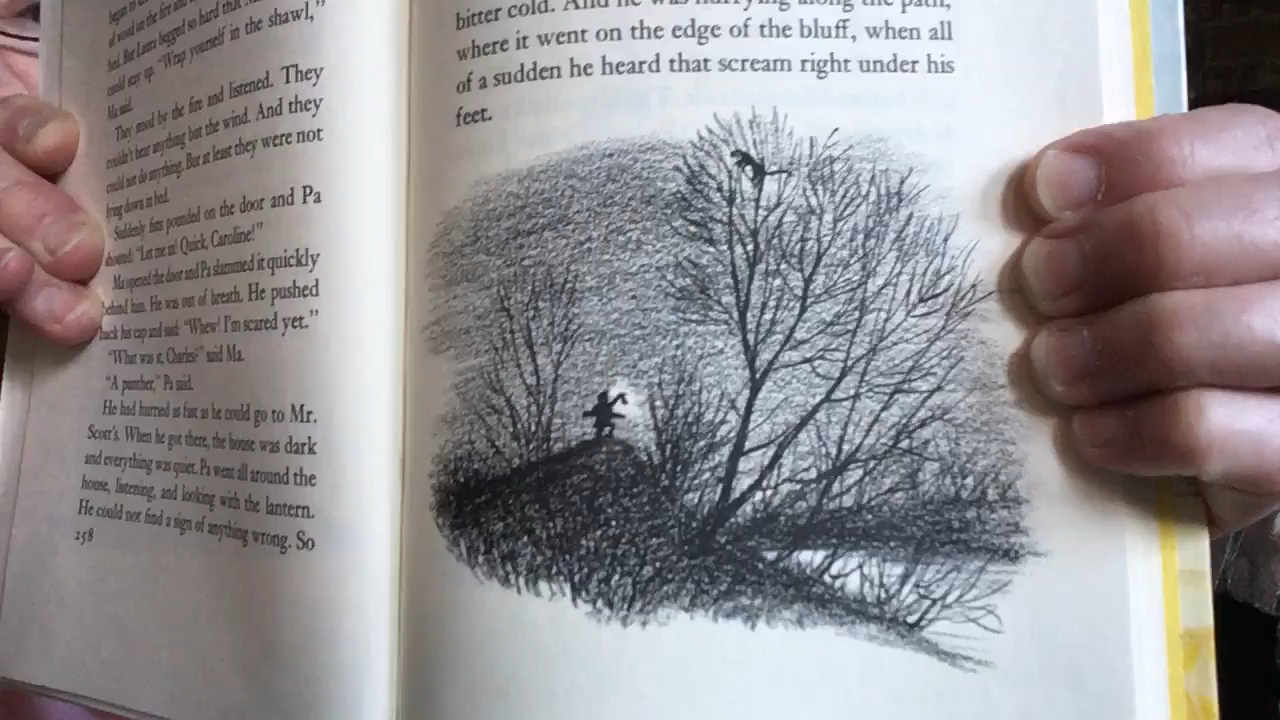 began to
of wood on the fire and
bed. But Laura begged so hard that
could stay up. “Wrap yourself in the shawl,”
Ma said.
They stood by the fire and listened. They
couldn't hear anything but the wind. And they
could not do anything. But at least they were not
lying down in bed.
Suddenly fists pounded on the door and Pa
shouted: “Let me in! Quick, Caroline!”
Ma opened the door and Pa slammed it quickly
behind him. He was out of breath. He pushed
back his cap and said: “Whew! I'm scared yet.”
“What was it, Charles?” said Ma.
“A panther,” Pa said.
He had hurried as fast as he could go to Mr.
Scott's. When he got there, the house was dark
and everything was quiet. Pa went all around the
house, listening, and looking with the lantern.
He could not find a sign of anything wrong. So
258
bitter cold. And he was hurrying along the path,
where it went on the edge of the bluff, when all
of a sudden he heard that scream right under his
feet.